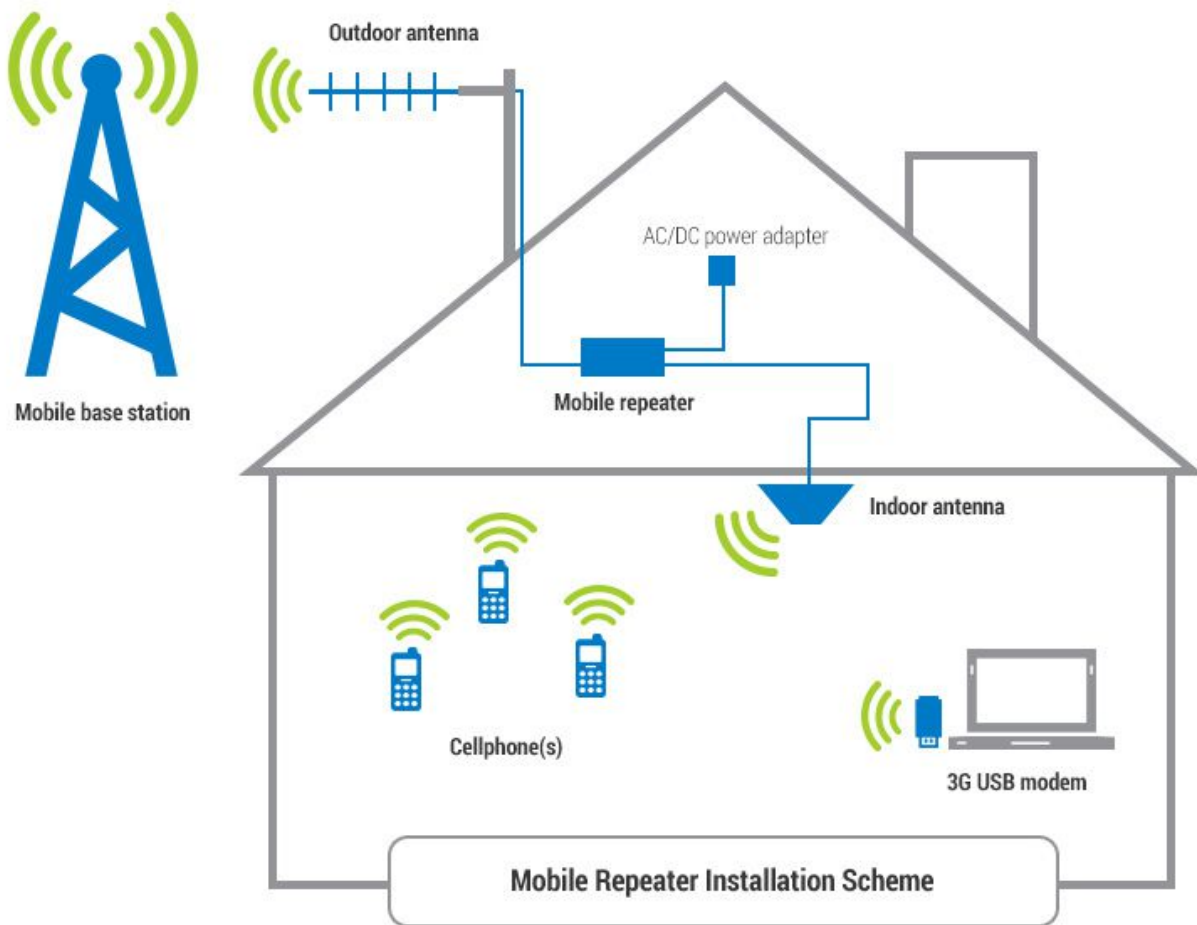 Outdoor antenna
AC/DC power adapter
Mobile repeater
Mobile base station
Indoor antenna
Cellphone(s)
3G USB modem
Mobile Repeater Installation Scheme